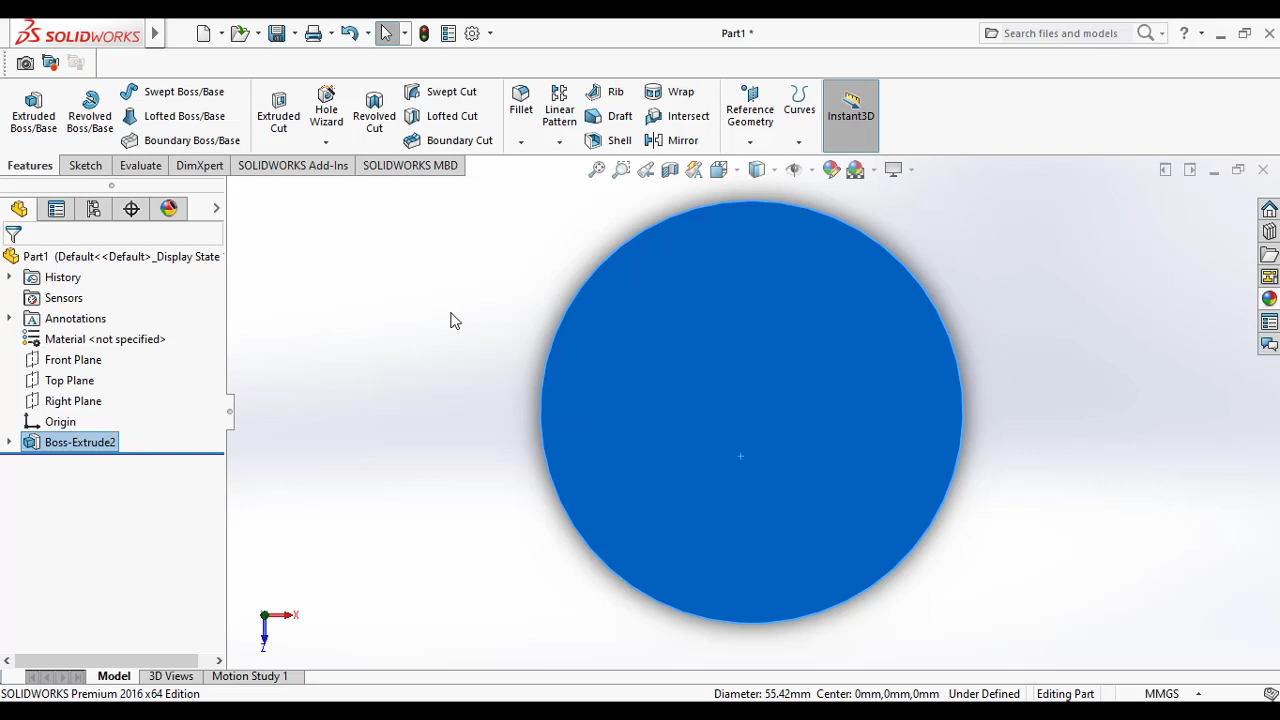 SOLIDWORKS
Part1 *
Search files and models
?
Extruded Boss/Base
Revolved Boss/Base
Swept Boss/Base
Lofted Boss/Base
Boundary Boss/Base
Extruded Cut
Hole Wizard
Revolved Cut
Swept Cut
Lofted Cut
Boundary Cut
Fillet
Linear Pattern
Rib
Draft
Shell
Wrap
Intersect
Mirror
Reference Geometry
Curves
Instant3D
Features Sketch Evaluate DimXpert SOLIDWORKS Add-Ins SOLIDWORKS MBD
Part1 (Default<<Default>_Display State
History
Sensors
Annotations
Material <not specified>
Front Plane
Top Plane
Right Plane
Origin
Boss-Extrude2
X
Z
Model 3D Views Motion Study 1
SOLIDWORKS Premium 2016 x64 Edition Diameter: 55.42mm Center: 0mm,0mm,0mm Under Defined Editing Part MMGS